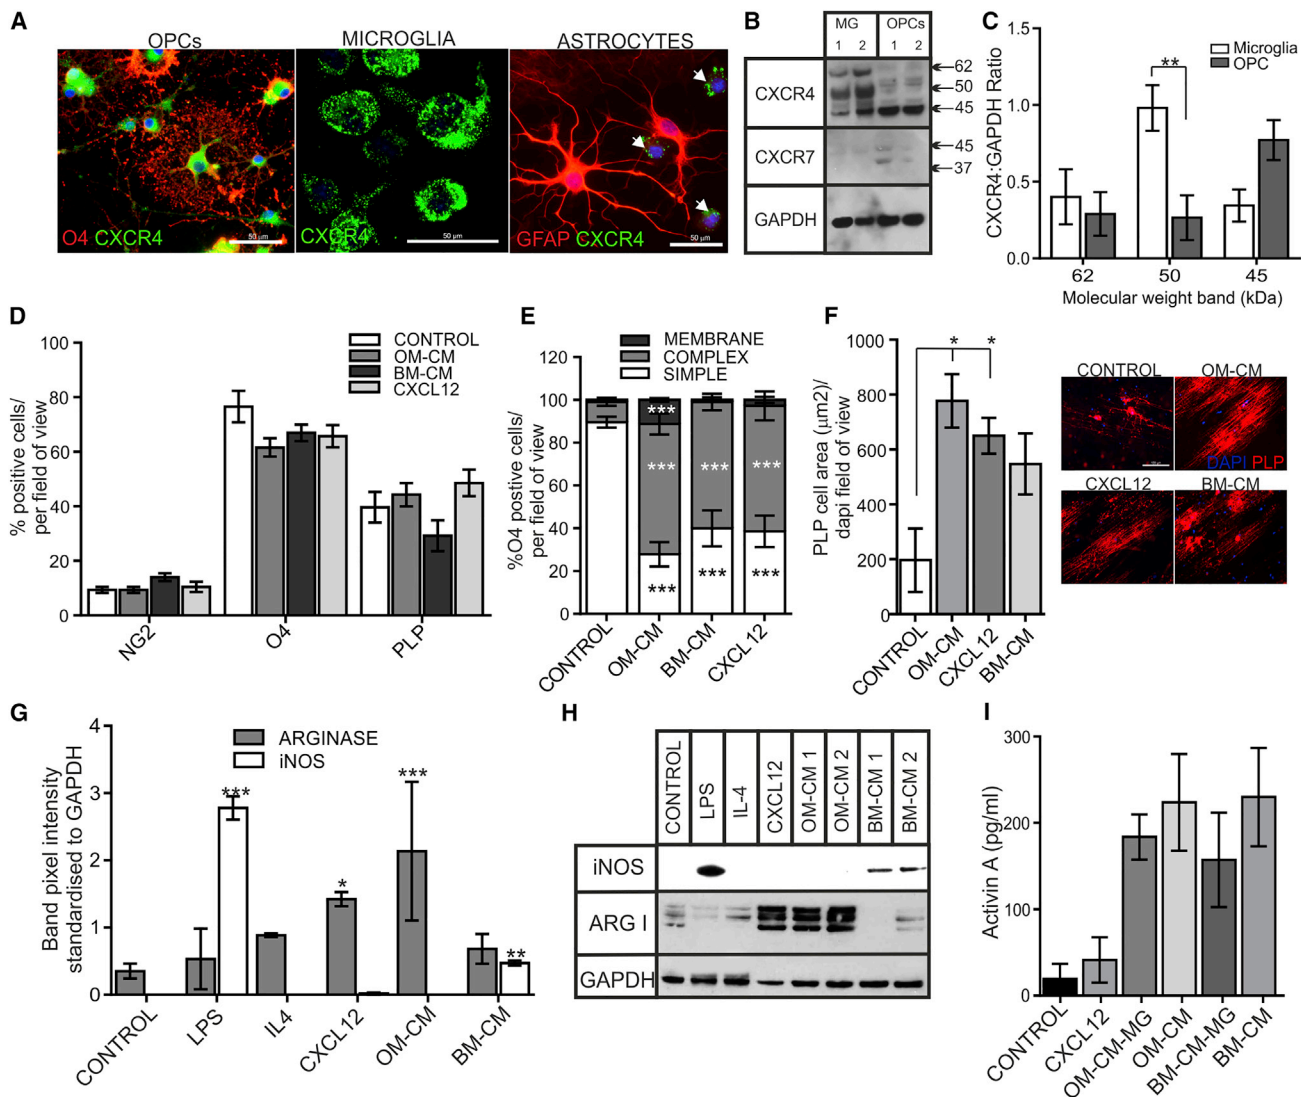 A
OPCs
MICROGLIA
ASTROCYTES
O4 CXCR4
50 µm
CXCR4
50 µm
GFAP CXCR4
50 µm
B
MG
OPCs
1 2 1 2
CXCR4
62
50
45
CXCR7
45
37
GAPDH
C
Microglia
OPC
**
CXCR4:GAPDH Ratio
1.5
1.0
0.5
0.0
62 50 45
Molecular weight band (kDa)
D
CONTROL
OM-CM
BM-CM
CXCL12
% positive cells/
per field of view
100
80
60
40
20
0
NG2
O4
PLP
E
MEMBRANE
COMPLEX
SIMPLE
%O4 postive cells/
per field of view
120
100
80
60
40
20
0
***
*** *** ***
*** *** ***
CONTROL
OM-CM
BM-CM
CXCL12
F
PLP cell area (µm2)/
dapi field of view
1000
800
600
400
200
0
* *
CONTROL
OM-CM
CXCL12
BM-CM
CONTROL
OM-CM
DAPI PLP
CXCL12
BM-CM
G
ARGINASE
iNOS
Band pixel intensity
standardised to GAPDH
4
3
2
1
0
***
*
***
**
CONTROL
LPS
IL4
CXCL12
OM-CM
BM-CM
H
CONTROL
LPS
IL-4
CXCL12
OM-CM 1
OM-CM 2
BM-CM 1
BM-CM 2
iNOS
ARG I
GAPDH
I
Activin A (pg/ml)
300
200
100
0
CONTROL
CXCL12
OM-CM-MG
OM-CM
BM-CM-MG
BM-CM